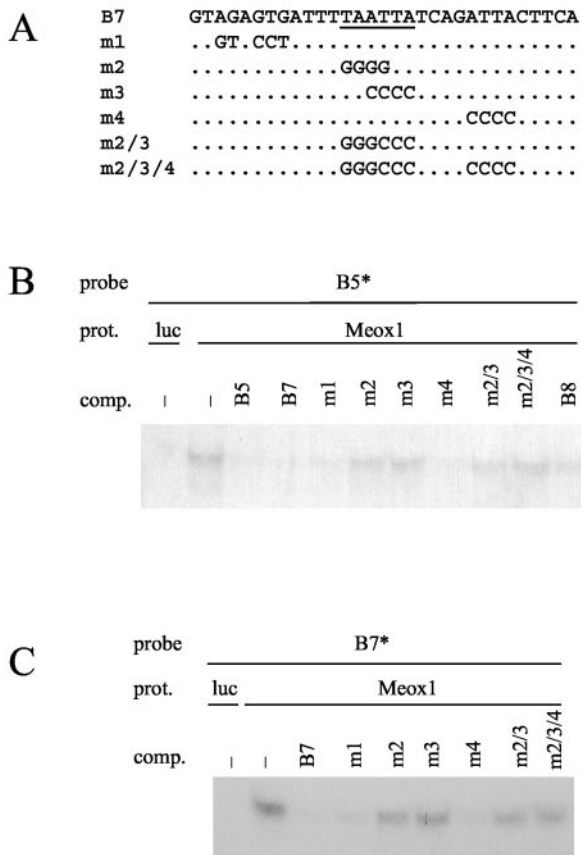 A
B7 GTAGAGTGATTTTAATTATCAGATTACTTCA
m1 ..GT.CCT.......................
m2 ............GGGG...............
m3 ..............CCCC.............
m4 ......................CCCC.....
m2/3 ............GGGCCC.............
m2/3/4 ............GGGCCC....CCCC.....
B
probe B5*
prot. luc Meox1
comp. – – B5 B7 m1 m2 m3 m4 m2/3 m2/3/4 B8
C
probe B7*
prot. luc Meox1
comp. – – B7 m1 m2 m3 m4 m2/3 m2/3/4